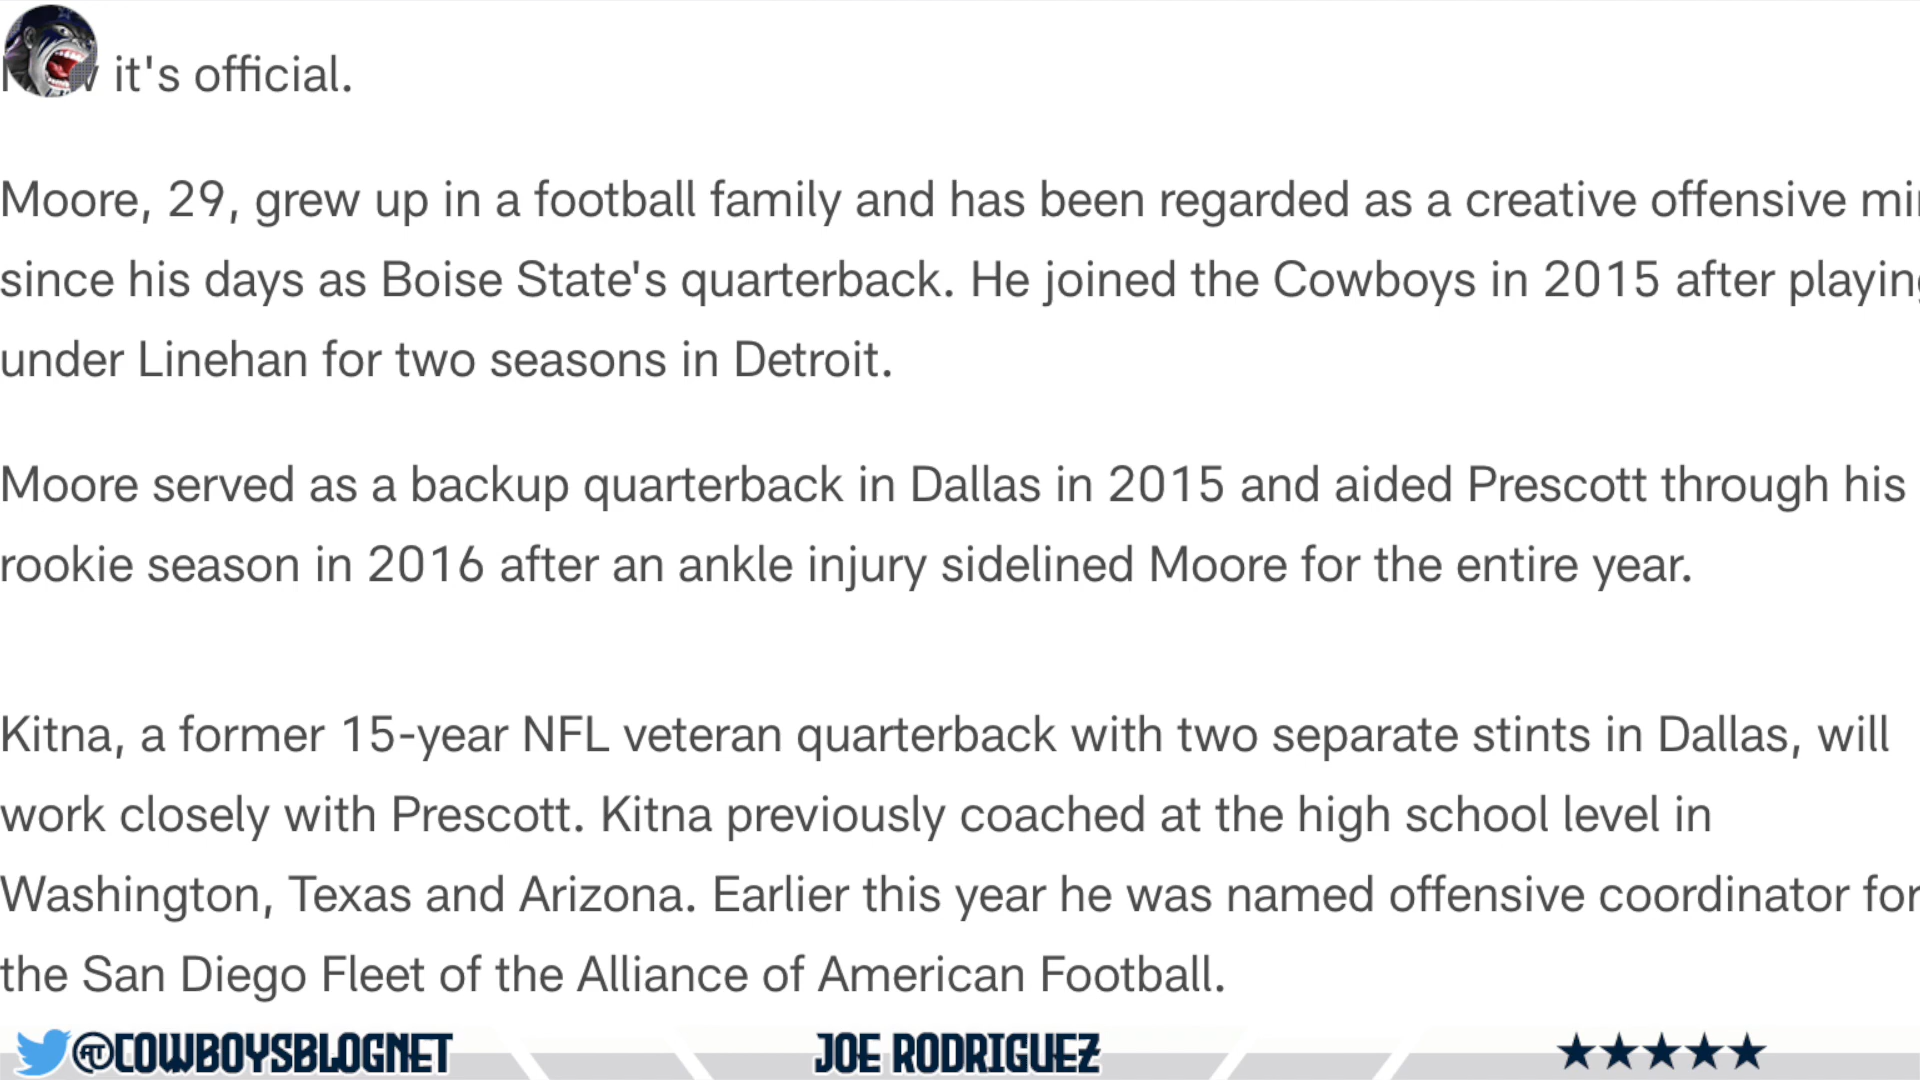 it's official.
Moore, 29, grew up in a football family and has been regarded as a creative offensive
since his days as Boise State's quarterback. He joined the Cowboys in 2015 after playing
under Linehan for two seasons in Detroit.
Moore served as a backup quarterback in Dallas in 2015 and aided Prescott through his
rookie season in 2016 after an ankle injury sidelined Moore for the entire year.
Kitna, a former 15-year NFL veteran quarterback with two separate stints in Dallas, will
work closely with Prescott. Kitna previously coached at the high school level in
Washington, Texas and Arizona. Earlier this year he was named offensive coordinator for
the San Diego Fleet of the Alliance of American Football.
@COWBOYSBLOGNET
JOE RODRIGUEZ